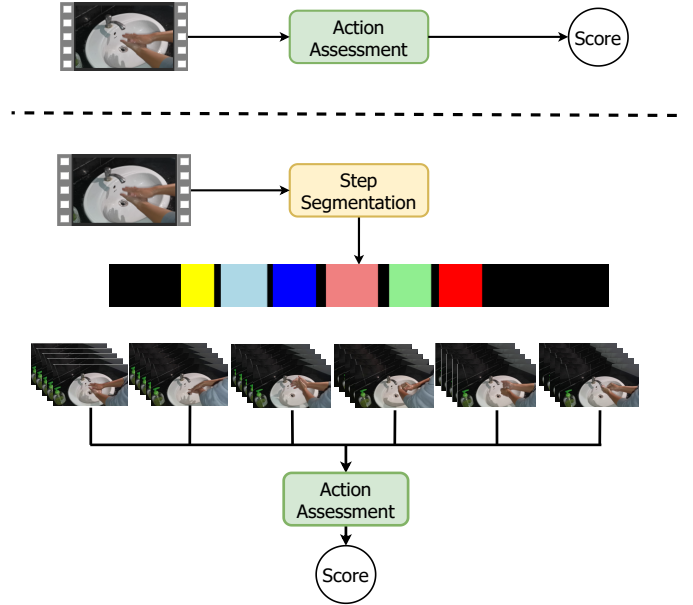 Action
Assessment
Score
Step
Segmentation
Action
Assessment
Score